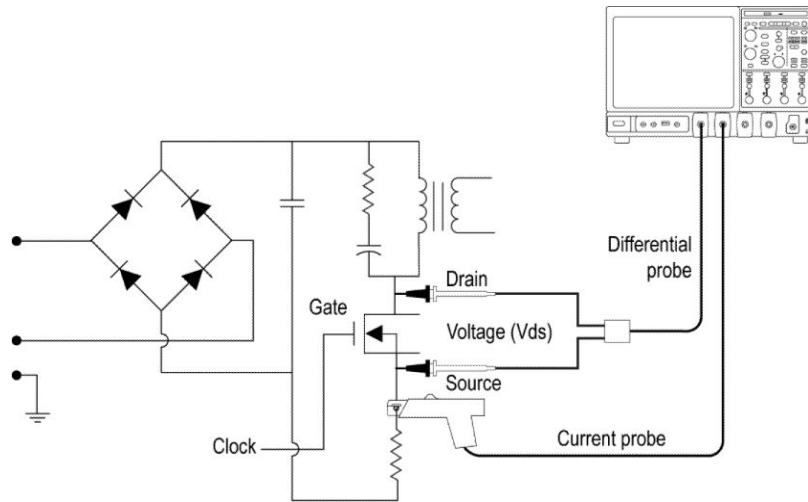 Differential
probe
Drain
Gate
Voltage (Vds)
Source
Clock
Current probe